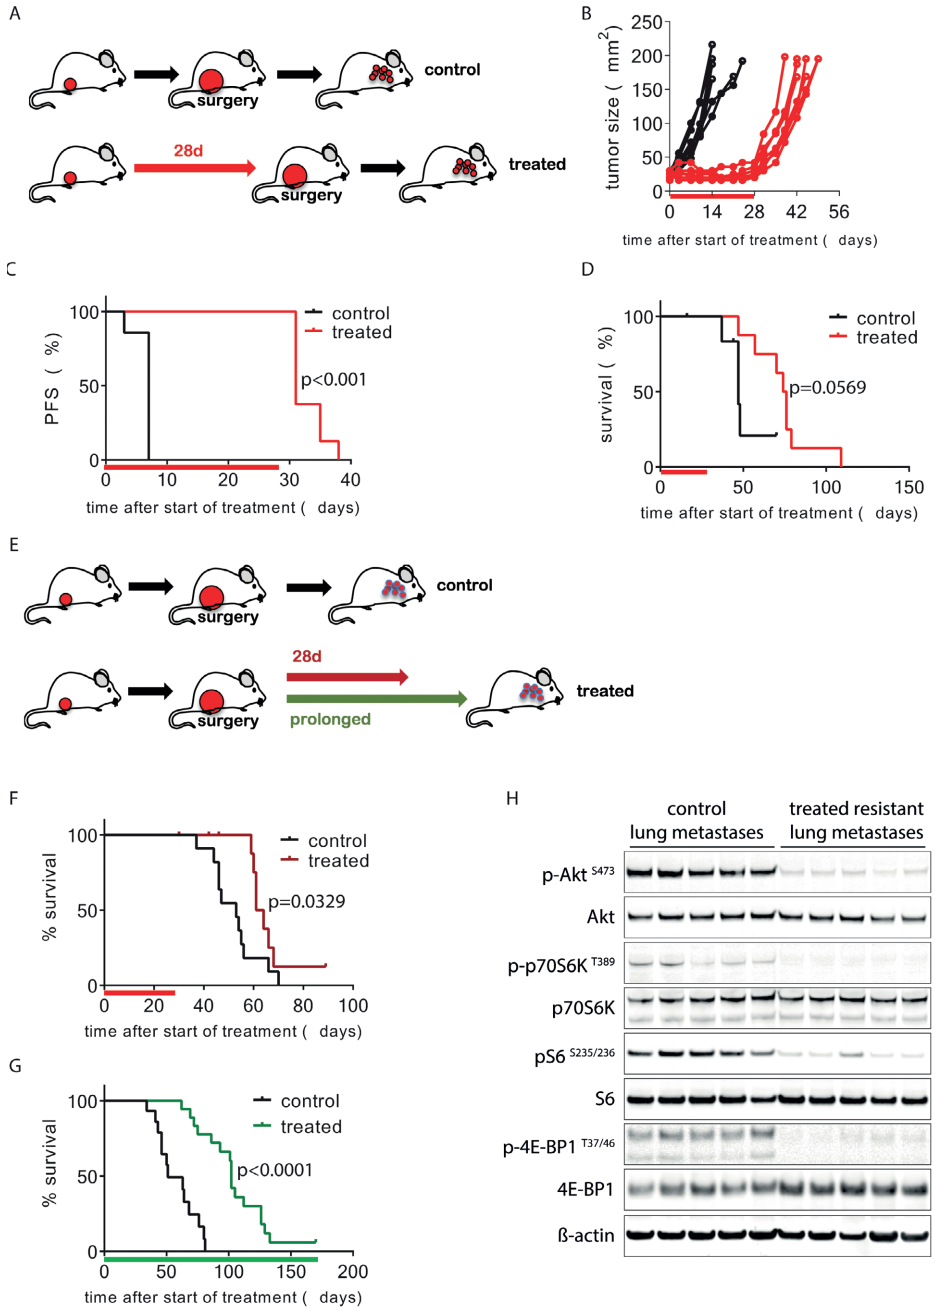 A
control
surgery
28d
treated
surgery
B
250
200
150
100
50
0
tumor size ( mm2)
0 14 28 42 56
time after start of treatment ( days)
C
100
50
0
PFS ( %)
control
treated
p<0.001
0 10 20 30 40
time after start of treatment ( days)
D
100
50
0
survival ( %)
control
treated
p=0.0569
0 50 100 150
time after start of treatment ( days)
E
control
surgery
28d
treated
surgery
prolonged
F
100
50
0
% survival
control
treated
p=0.0329
0 20 40 60 80 100
time after start of treatment ( days)
G
100
50
0
% survival
control
treated
p<0.0001
0 50 100 150 200
time after start of treatment ( days)
H
control
lung metastases
treated resistant
lung metastases
p-Akt S473
Akt
p-p70S6K T389
p70S6K
pS6 S235/236
S6
p-4E-BP1 T37/46
4E-BP1
ß-actin